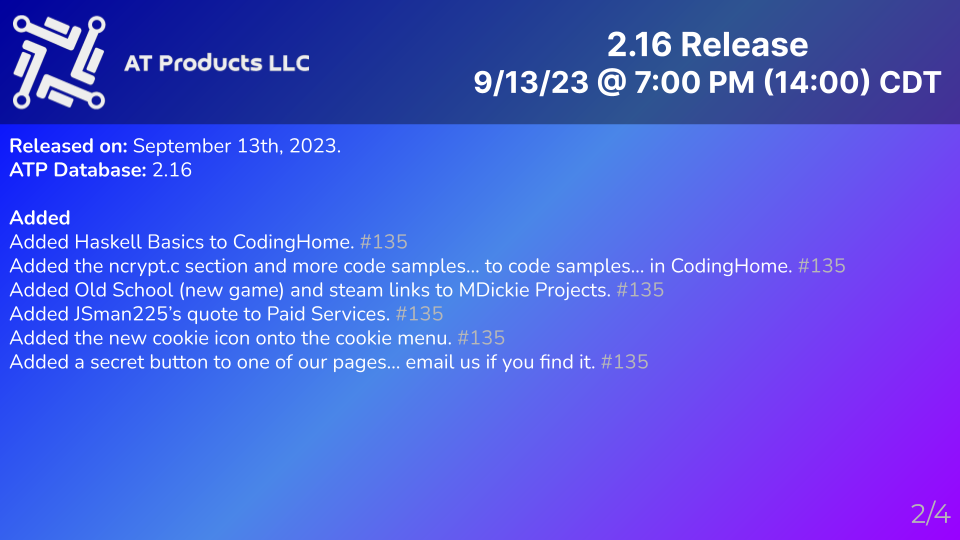 AT Products LLC
2.16 Release
9/13/23 @ 7:00 PM (14:00) CDT
Released on: September 13th, 2023.
ATP Database: 2.16
Added
Added Haskell Basics to CodingHome. #135
Added the ncrypt.c section and more code samples... to code samples... in CodingHome. #135
Added Old School (new game) and steam links to MDickie Projects. #135
Added JSman225’s quote to Paid Services. #135
Added the new cookie icon onto the cookie menu. #135
Added a secret button to one of our pages... email us if you find it. #135
2/4